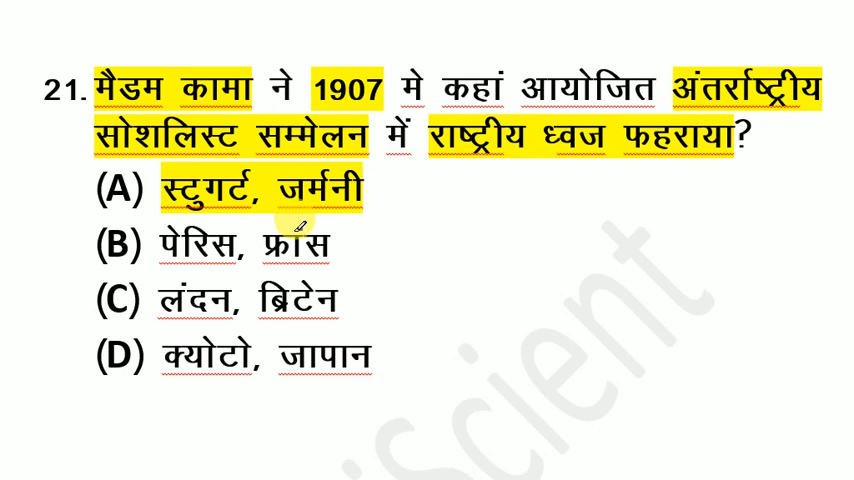 21. मैडम कामा ने 1907 मे कहां आयोजित अंतर्राष्ट्रीय
सोशलिस्ट सम्मेलन में राष्ट्रीय ध्वज फहराया?
(A) स्टुगर्ट, जर्मनी
(B) पेरिस, फ्रांस
(C) लंदन, ब्रिटेन
(D) क्योटो, जापान